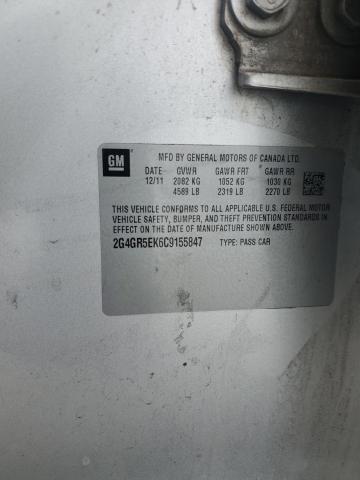 GM
MFD BY GENERAL MOTORS OF CANADA LTD.
DATE GVWR GAWR FRT GAWR RR
12/11 2082 KG 1052 KG 1030 KG
4589 LB 2319 LB 2270 LB
THIS VEHICLE CONFORMS TO ALL APPLICABLE U.S. FEDERAL MOTOR
VEHICLE SAFETY, BUMPER, AND THEFT PREVENTION STANDARDS IN
EFFECT ON THE DATE OF MANUFACTURE SHOWN ABOVE.
2G4GR5EK6C9155847 TYPE: PASS CAR